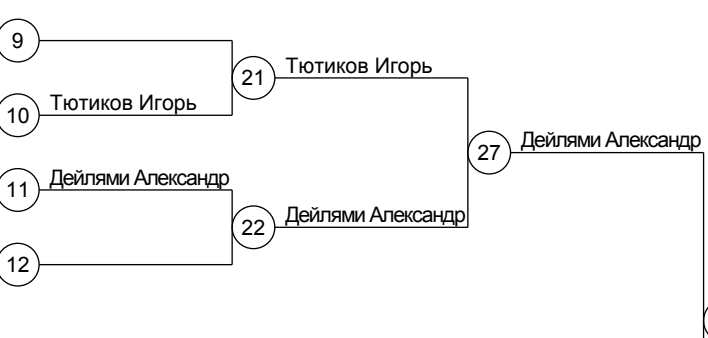 9
21 Тютиков Игорь
10 Тютиков Игорь
27 Дейлями Александр
11 Дейлями Александр
22 Дейлями Александр
12